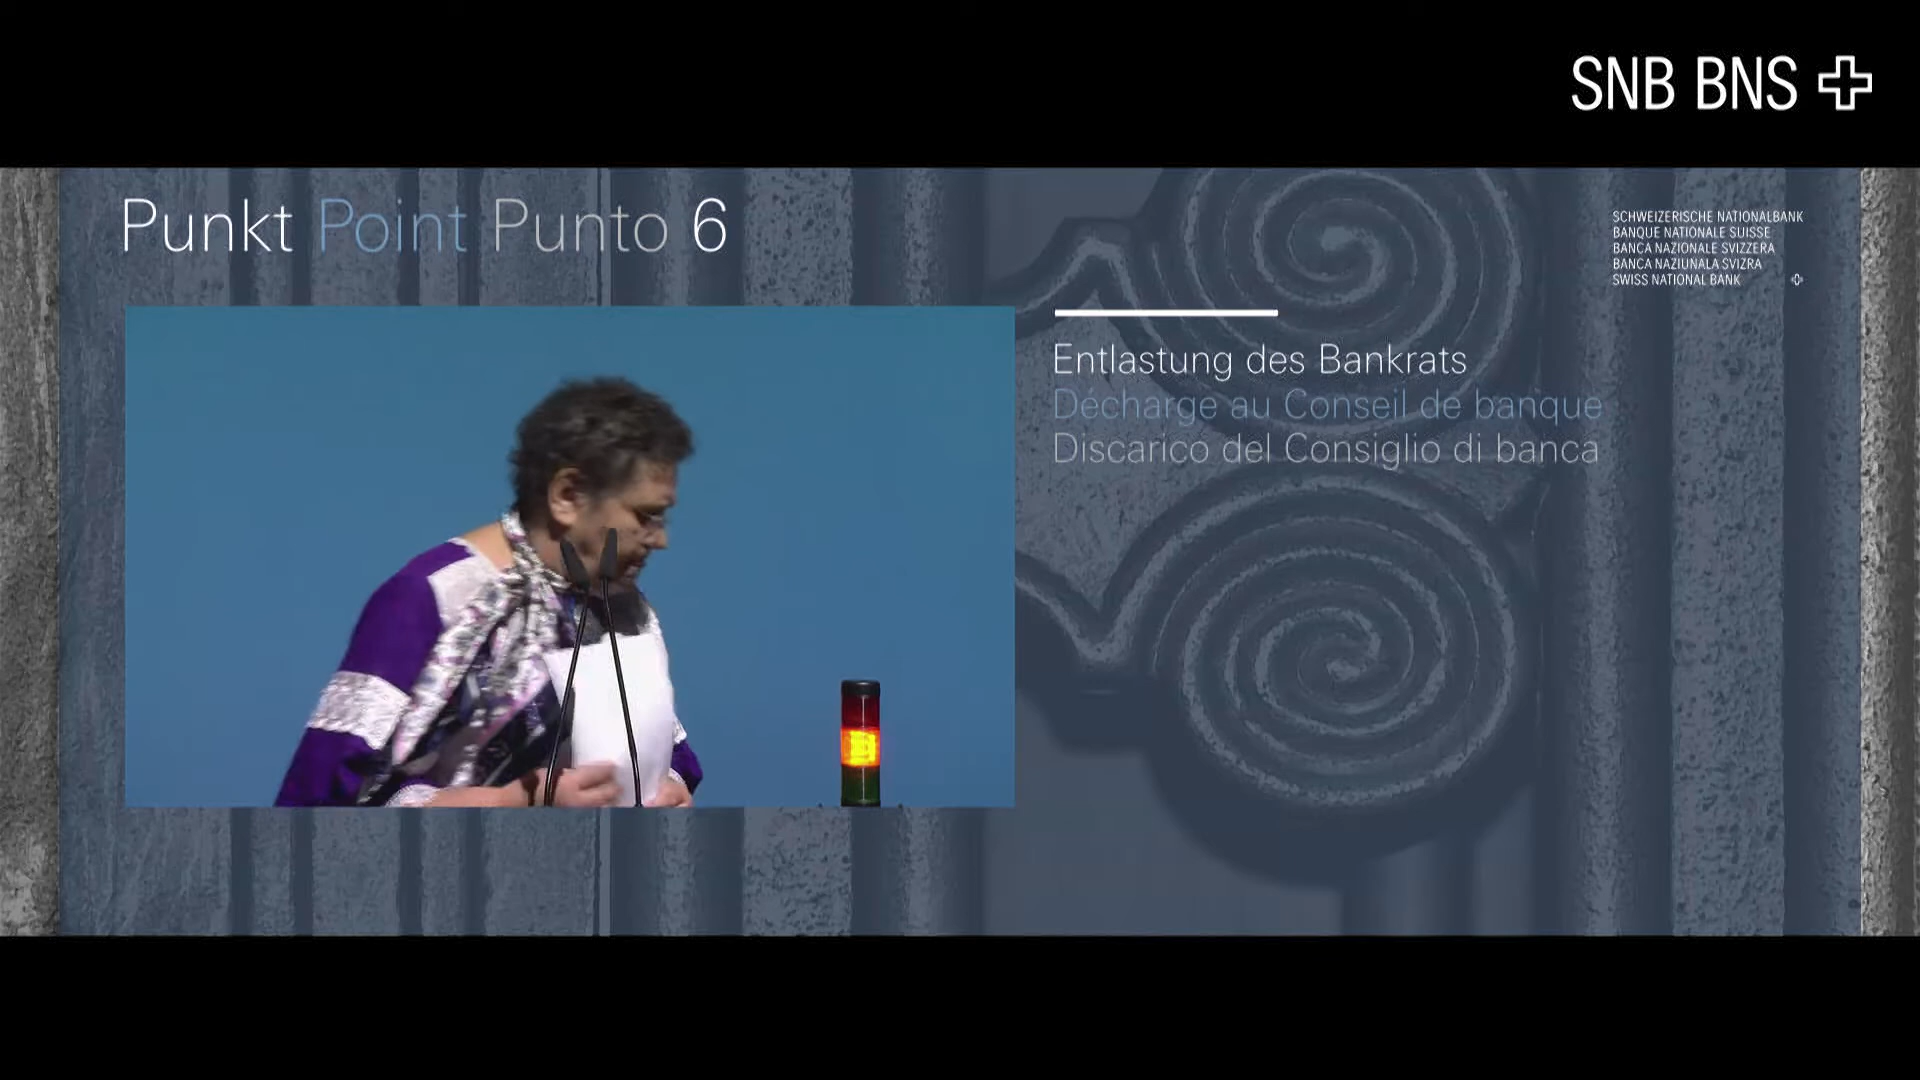 SNB BNS
Punkt Point Punto 6
SCHWEIZERISCHE NATIONALBANK
BANQUE NATIONALE SUISSE
BANCA NAZIONALE SVIZZERA
BANCA NAZIUNALA SVIZRA
SWISS NATIONAL BANK
Entlastung des Bankrats
Décharge au Conseil de banque
Discarico del Consiglio di banca